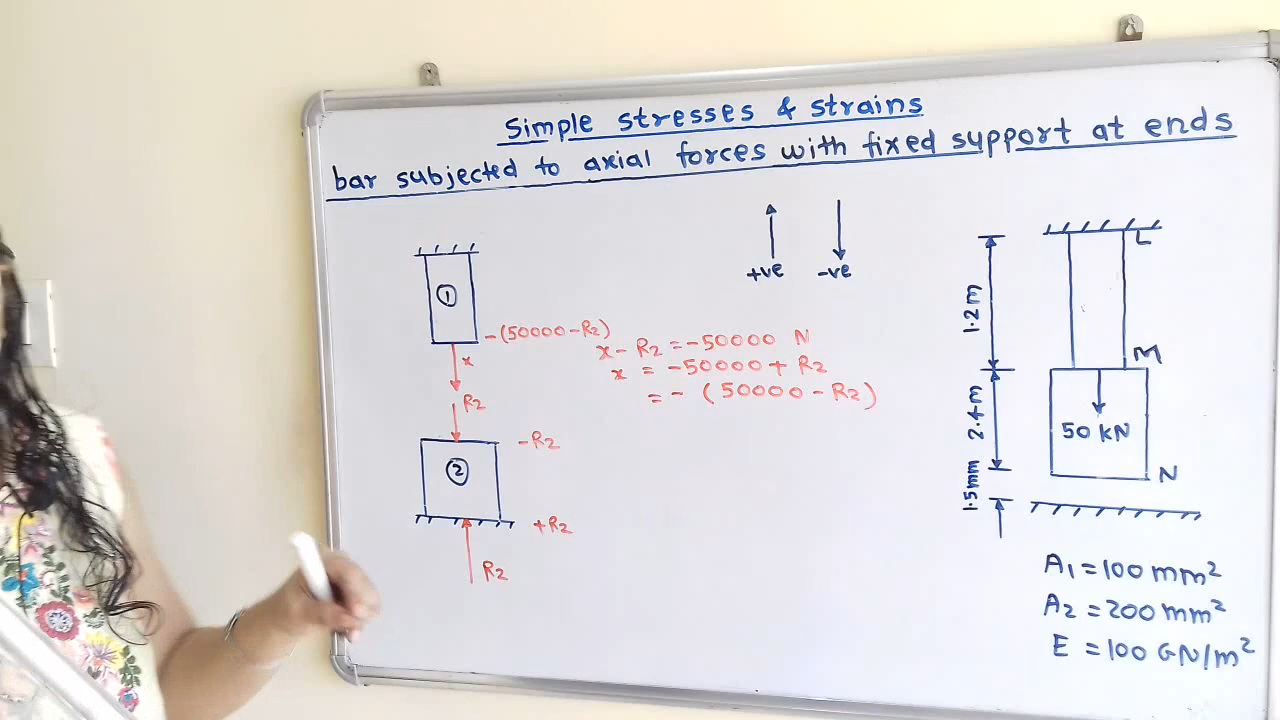 Simple stresses & strains
bar subjected to axial forces with fixed support at ends
+ve
-ve
1
-(50000-R2)
x
R2
2
-R2
+R2
R2
x - R2 = -50000 N
x = -50000 + R2
= - (50000 - R2)
L
1.2 m
M
2.4 m
50 kN
N
1.5mm
A1 = 100 mm²
A2 = 200 mm²
E = 100 GN/m²